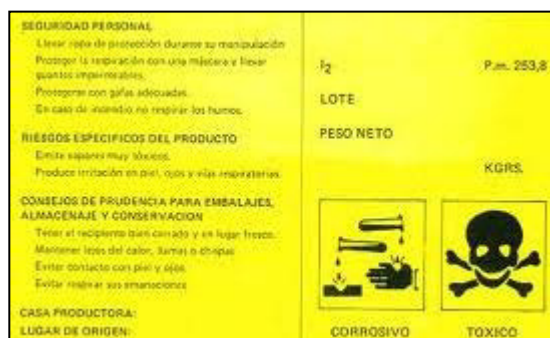 SEGURIDAD PERSONAL
Llevar ropa de protección durante su manipulación
Proteger la respiración con una máscara y llevar
guantes impermeables.
Protegerse con gafas adecuadas.
En caso de incendio no respirar los humos.
RIESGOS ESPECIFICOS DEL PRODUCTO
Emite vapores muy tóxicos.
Produce irritación en piel, ojos y vías respiratorias.
CONSEJOS DE PRUDENCIA PARA EMBALAJES,
ALMACENAJE Y CONSERVACION
Tener el recipiente bien cerrado y en lugar fresco.
Mantener lejos del calor, llamas o chispas
Evitar contacto con piel y ojos
Evitar respirar sus emanaciones
CASA PRODUCTORA:
LUGAR DE ORIGEN:
I2 P.m. 253,8
LOTE
PESO NETO
KGRS.
CORROSIVO TOXICO